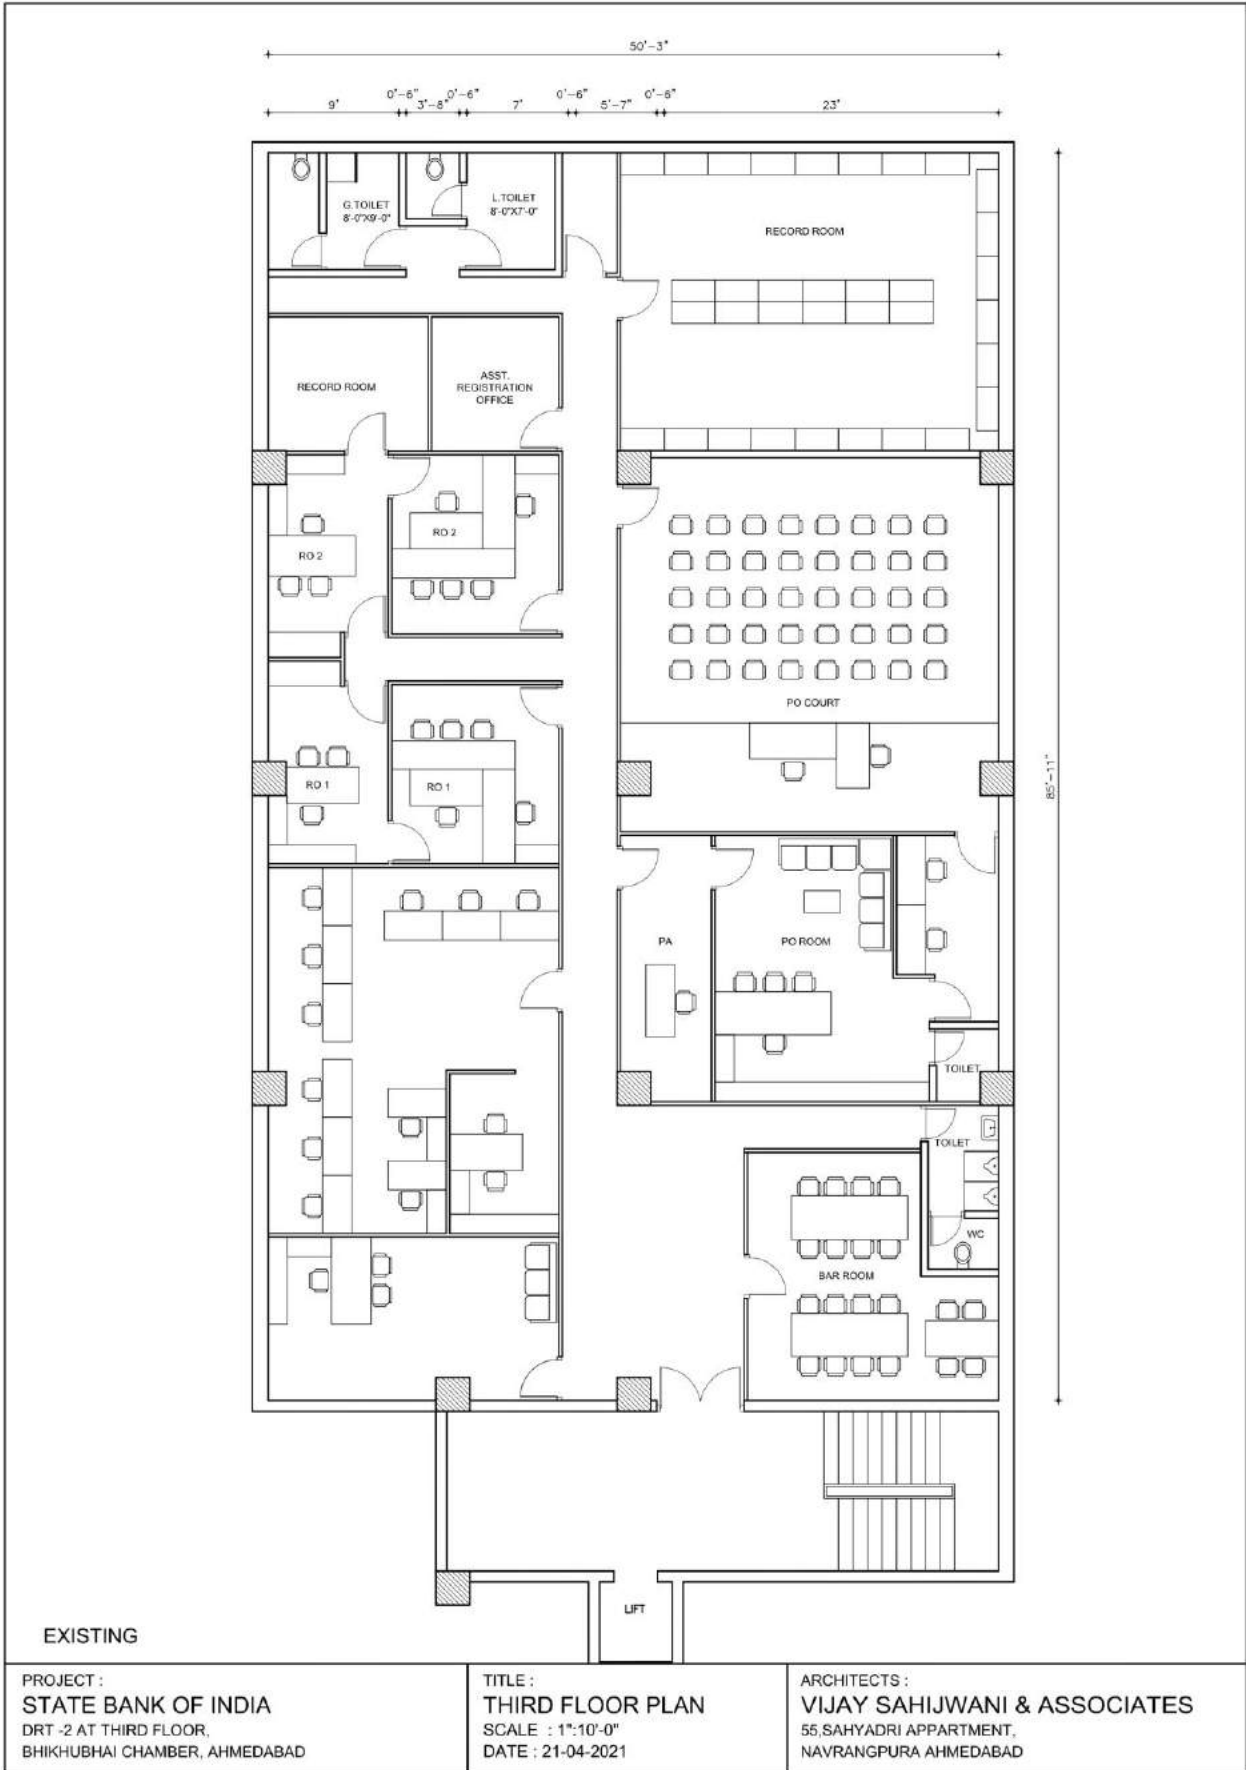 50'-3"
9'
0'-6"
3'-8"
0'-6"
7'
0'-6"
5'-7"
0'-6"
23'
G.TOILET
8'-0"X9'-0"
L.TOILET
8'-0"X7'-0"
RECORD ROOM
RECORD ROOM
ASST.
REGISTRATION
OFFICE
RO 2
RO 2
PO COURT
RO 1
RO 1
85'-11"
PA
PO ROOM
TOILET
TOILET
WC
BAR ROOM
LIFT
EXISTING
PROJECT :
STATE BANK OF INDIA
DRT -2 AT THIRD FLOOR,
BHIKHUBHAI CHAMBER, AHMEDABAD
TITLE :
THIRD FLOOR PLAN
SCALE : 1":10'-0"
DATE : 21-04-2021
ARCHITECTS :
VIJAY SAHIJWANI & ASSOCIATES
55,SAHYADRI APPARTMENT,
NAVRANGPURA AHMEDABAD